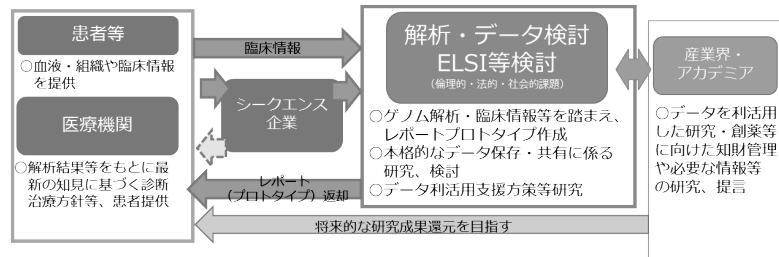 患者等
○血液・組織や臨床情報
を提供
医療機関
○解析結果等をもとに最
新の知見に基づく診断
治療方針等、患者提供
臨床情報
シークエンス
企業
レポート
（プロトタイプ）返却
将来的な研究成果還元を目指す
解析・データ検討
ELSI等検討
（倫理的・法的・社会的課題）
○ゲノム解析・臨床情報等を踏まえ、
レポートプロトタイプ作成
○本格的なデータ保存・共有に係る
研究、検討
○データ利活用支援方策等研究
産業界・
アカデミア
○データを利活用
した研究・創薬等
に向けた知財管理
や必要な情報等
の研究、提言